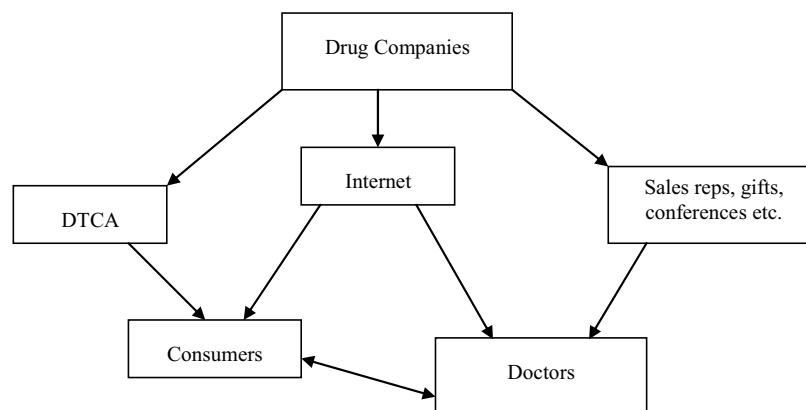 Drug Companies
Internet
Sales reps, gifts,
conferences etc.
DTCA
Consumers
Doctors